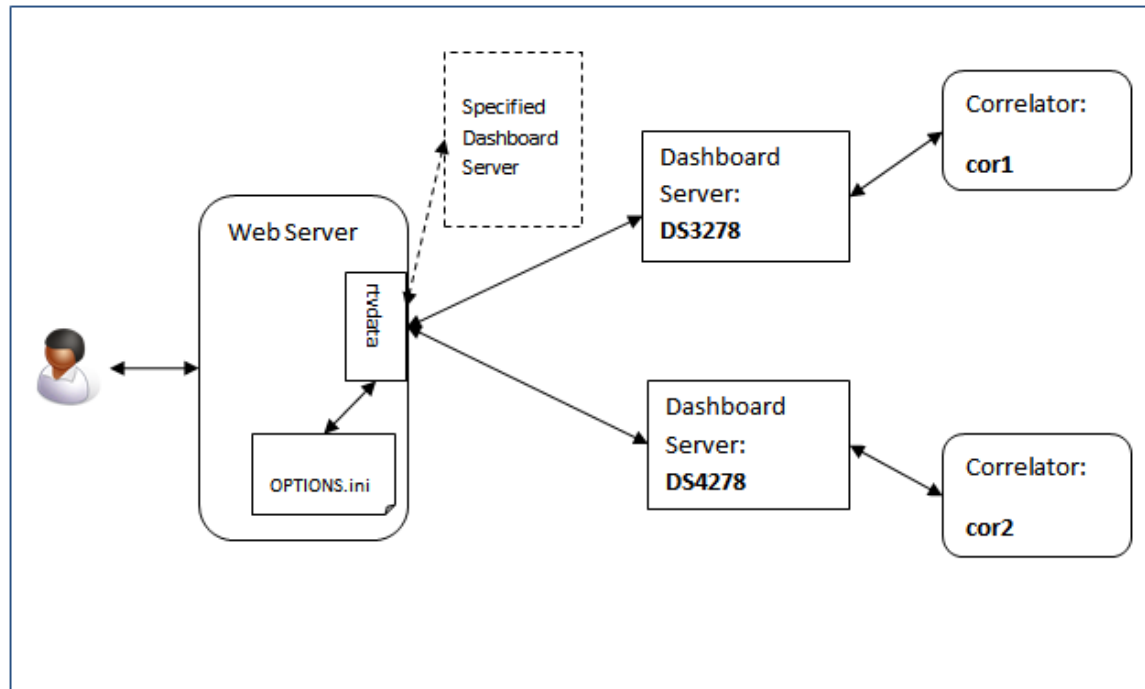 Specified
Dashboard
Server
Web Server
rtvdata
OPTIONS.ini
Dashboard
Server:
DS3278
Correlator:
cor1
Dashboard
Server:
DS4278
Correlator:
cor2